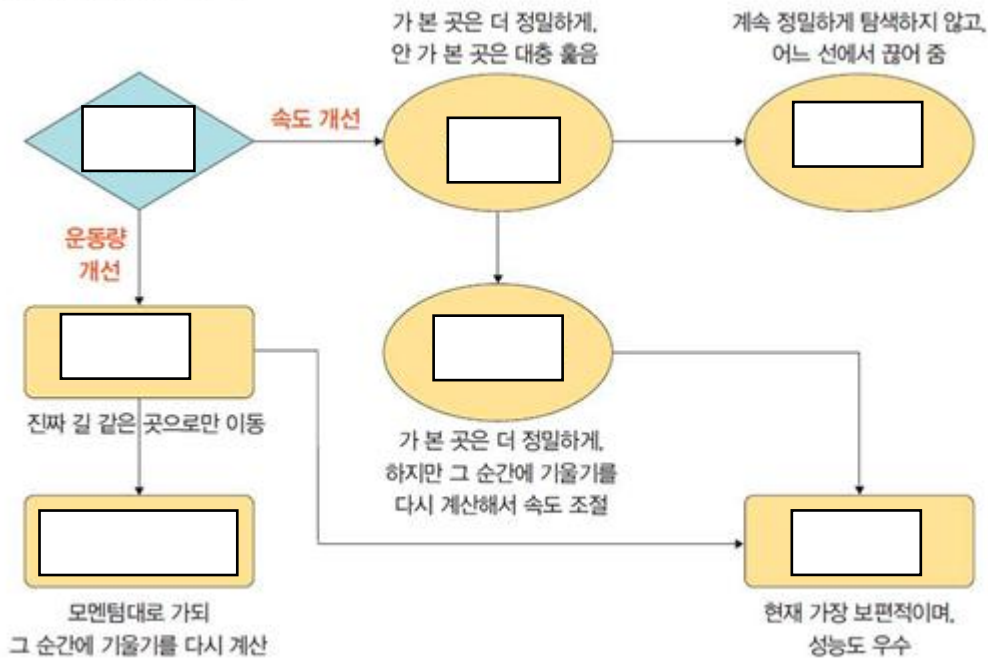 가 본 곳은 더 정밀하게,
안 가 본 곳은 대충 훑음
계속 정밀하게 탐색하지 않고,
어느 선에서 끊어 줌
속도 개선
운동량
개선
진짜 길 같은 곳으로만 이동
가 본 곳은 더 정밀하게,
하지만 그 순간에 기울기를
다시 계산해서 속도 조절
모멘텀대로 가되
그 순간에 기울기를 다시 계산
현재 가장 보편적이며,
성능도 우수